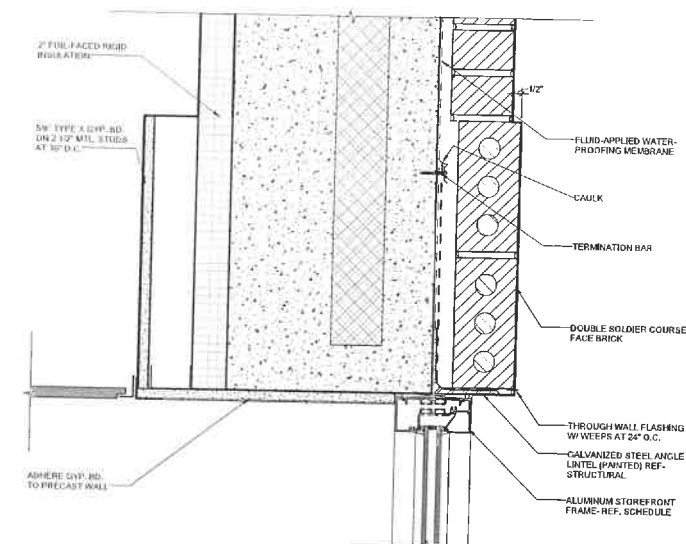 2" FOIL-FACED RIGID
INSULATION
5/8" TYPE X GYP. BD.
ON 2 1/2" MTL. STUDS
AT 16" O.C.
ADHERE GYP. BD.
TO PRECAST WALL
1/2"
FLUID-APPLIED WATER-
PROOFING MEMBRANE
CAULK
TERMINATION BAR
DOUBLE SOLDIER COURSE
FACE BRICK
THROUGH WALL FLASHING
W/ WEEPS AT 24" O.C.
GALVANIZED STEEL ANGLE
LINTEL (PAINTED) REF-
STRUCTURAL
ALUMINUM STOREFRONT
FRAME- REF. SCHEDULE